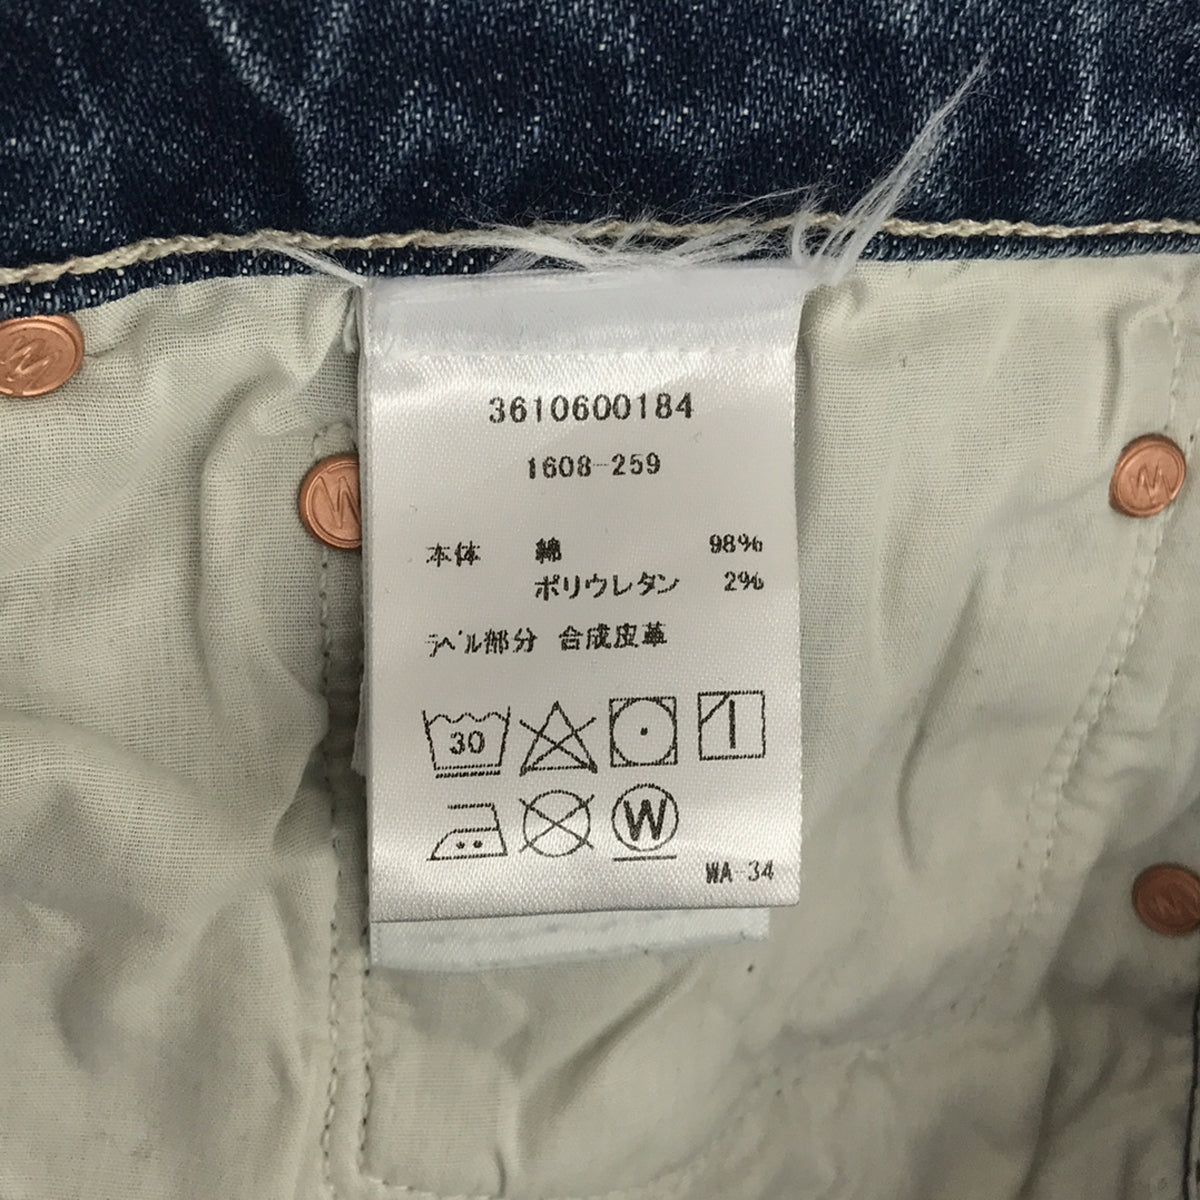 3610600184
1608-259
本体 綿 98%
ポリウレタン 2%
ラベル部分 合成皮革
30
W
WA-34